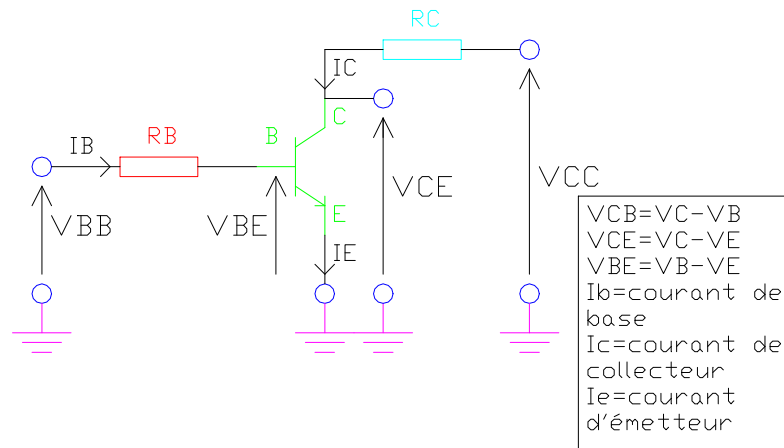 RC
IC
C
RB
B
IB
VCE
VCC
VBB
VBE
E
IE
VCB=VC-VB
VCE=VC-VE
VBE=VB-VE
Ib=courant de
base
Ic=courant de
collecteur
Ie=courant
d'émetteur